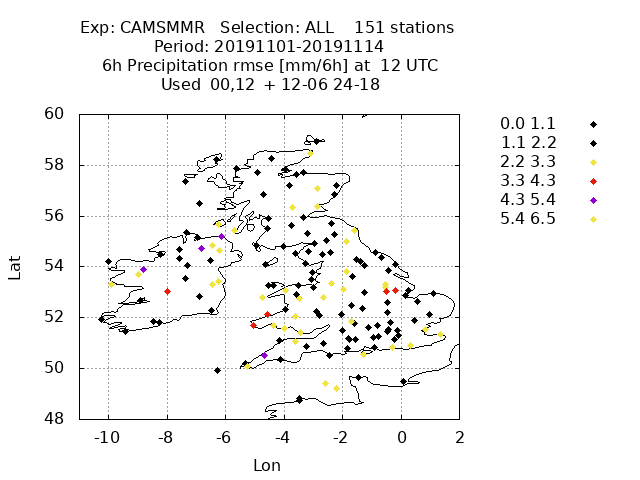 Exp: CAMSMMR Selection: ALL 151 stations
Period: 20191101-20191114
6h Precipitation rmse [mm/6h] at 12 UTC
Used 00,12 + 12-06 24-18
60
58
56
54
52
50
48
Lat
-10 -8 -6 -4 -2 0 2
Lon
0.0 1.1
1.1 2.2
2.2 3.3
3.3 4.3
4.3 5.4
5.4 6.5